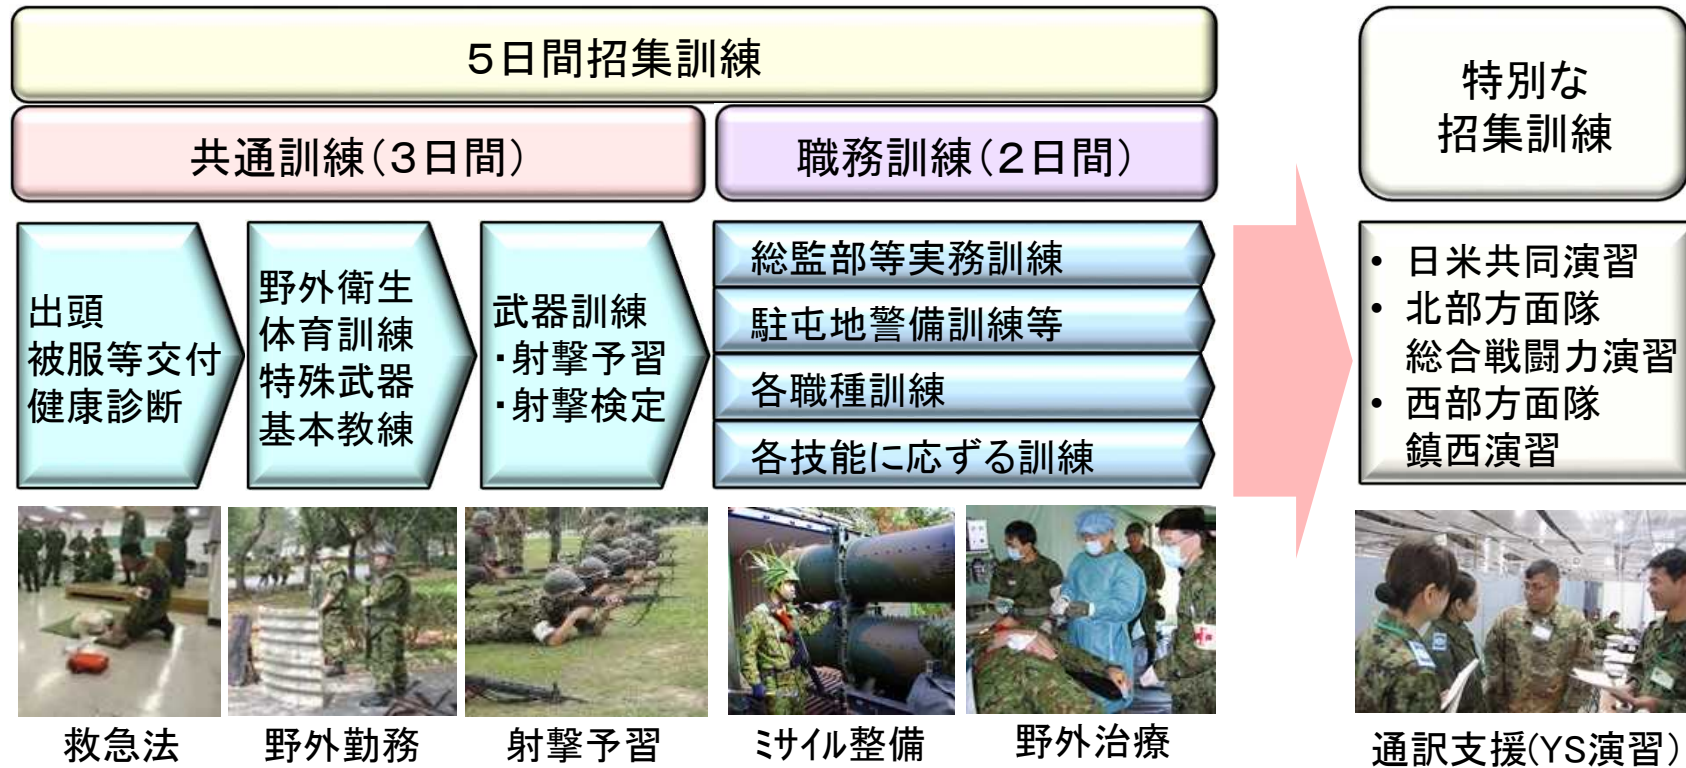 5日間招集訓練
共通訓練(3日間)
職務訓練(2日間)
出頭
被服等交付
健康診断
野外衛生
体育訓練
特殊武器
基本教練
武器訓練
・射撃予習
・射撃検定
総監部等実務訓練
駐屯地警備訓練等
各職種訓練
各技能に応ずる訓練
救急法
野外勤務
射撃予習
ミサイル整備
野外治療
特別な
招集訓練
• 日米共同演習
• 北部方面隊
総合戦闘力演習
• 西部方面隊
鎮西演習
通訳支援(YS演習)